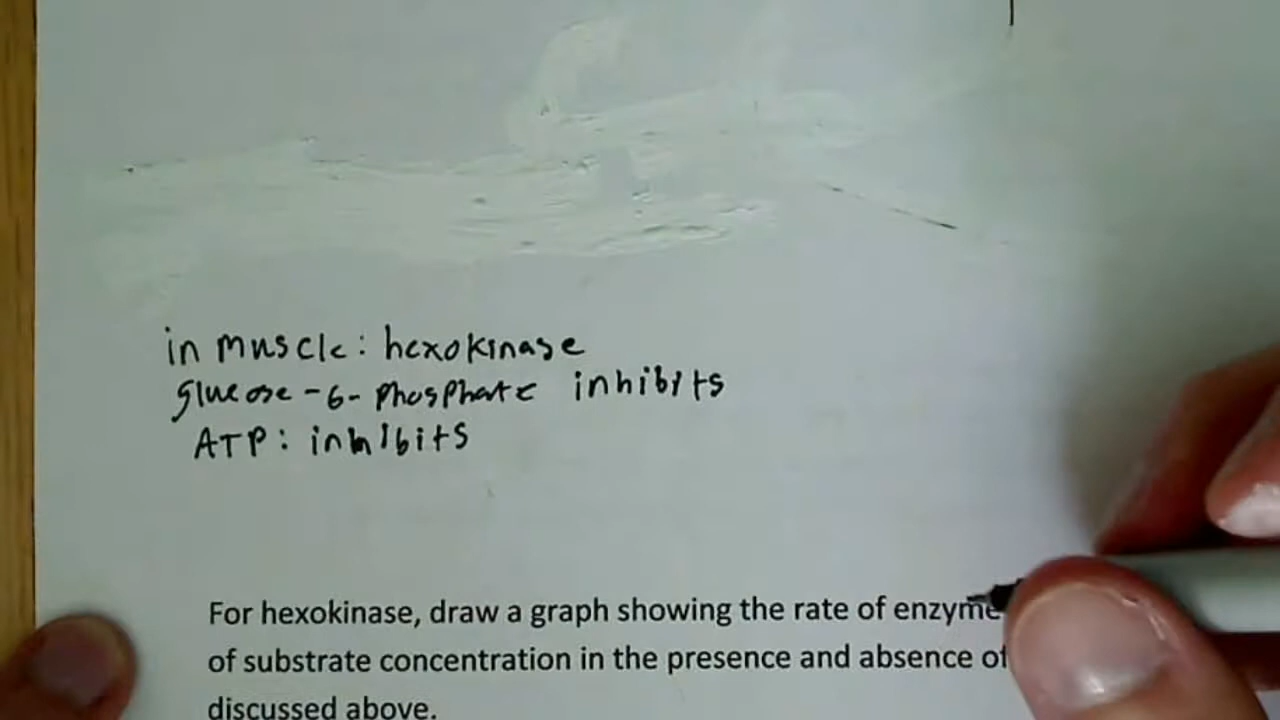 in muscle: hexokinase
glucose-6-phosphate inhibits
ATP: inhibits
For hexokinase, draw a graph showing the rate of enzyme
of substrate concentration in the presence and absence of
discussed above.